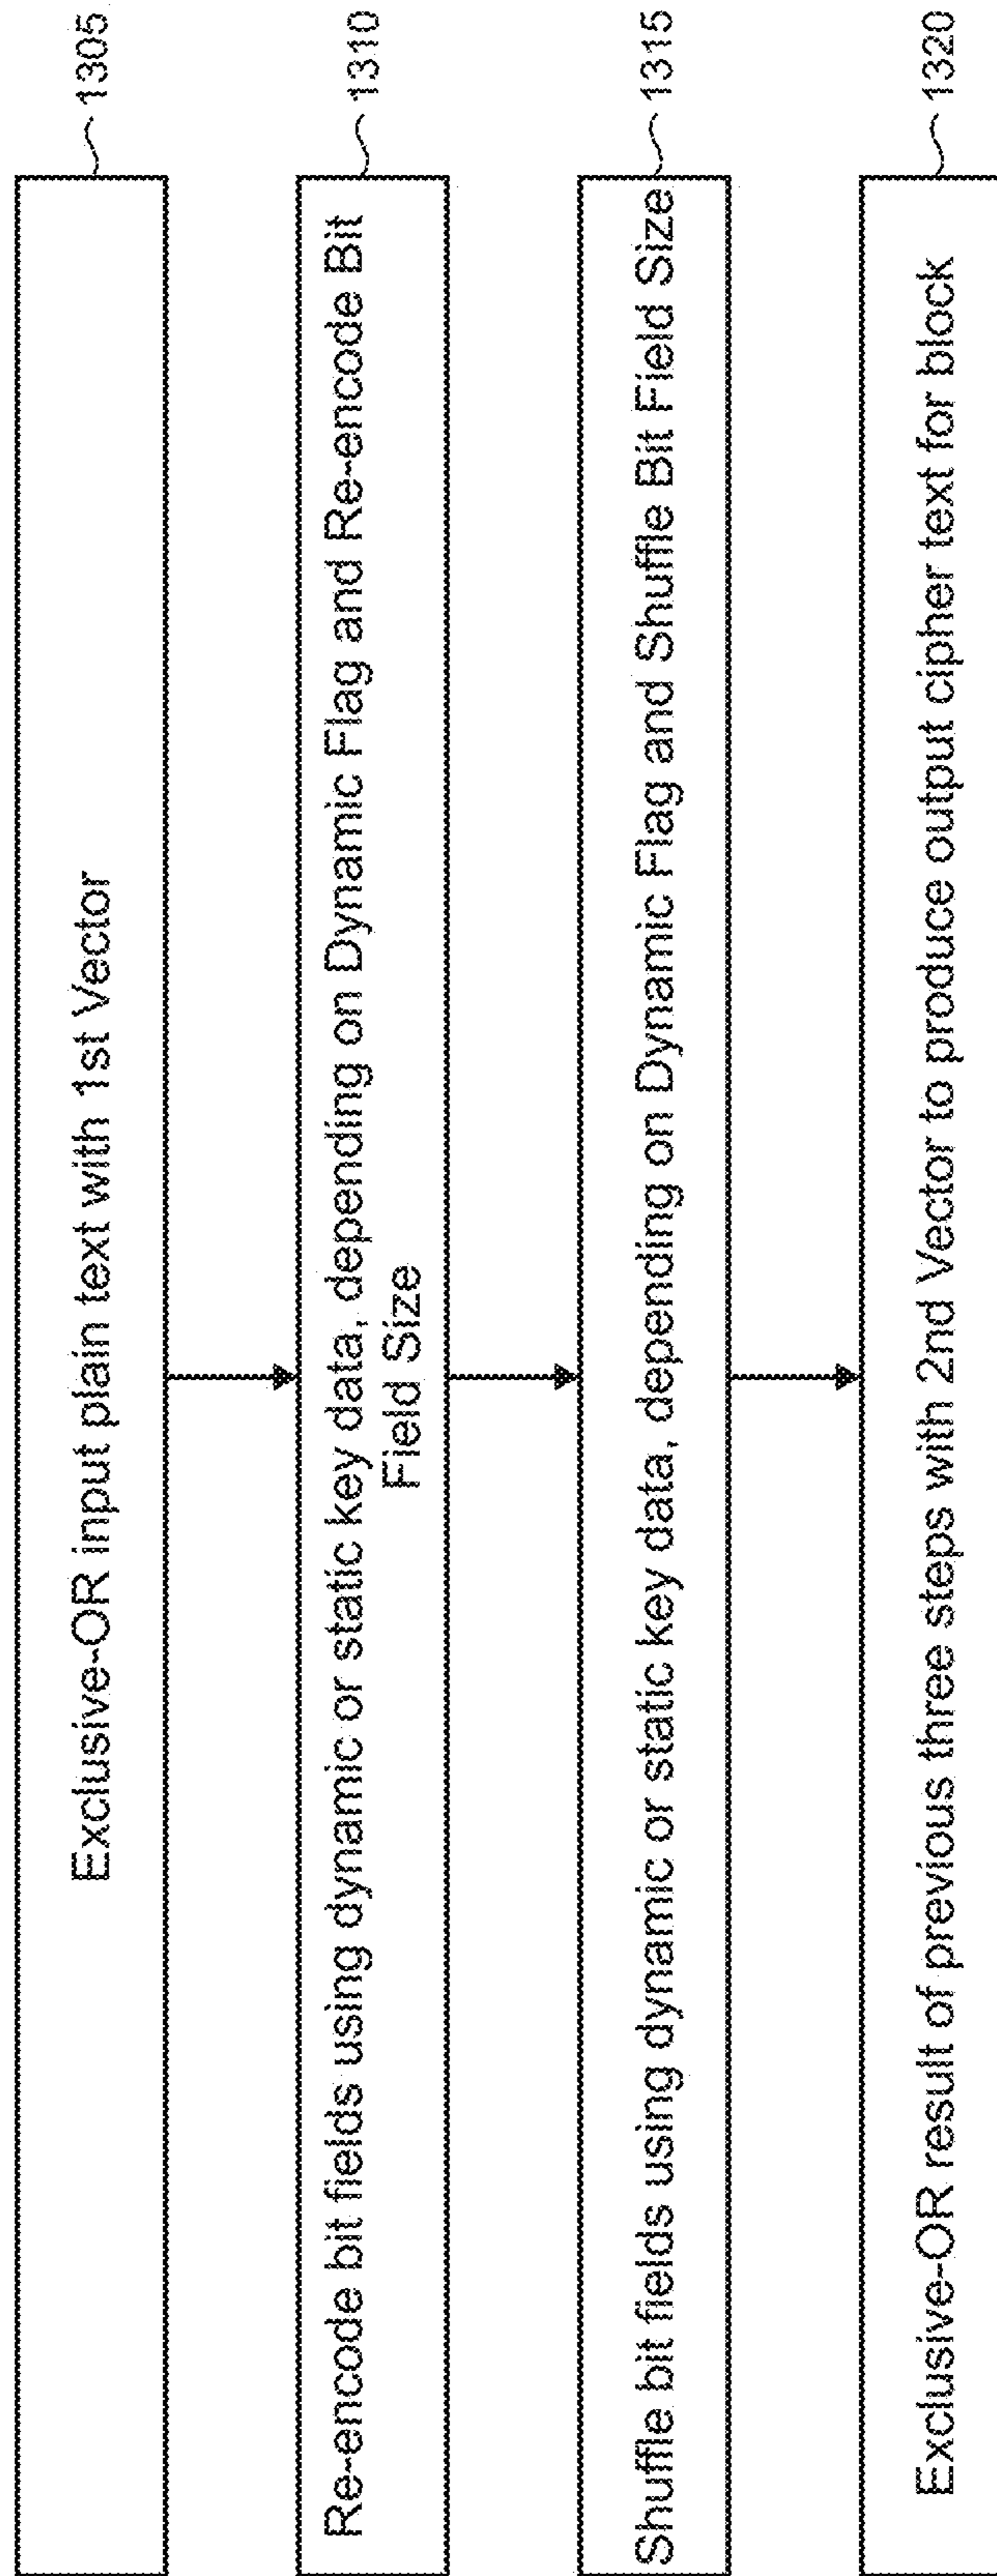 Exclusive-OR input plain text with 1st Vector
1305
Re-encode bit fields using dynamic or static key data, depending on Dynamic Flag and Re-encode Bit
Field Size
1310
Shuffle bit fields using dynamic or static key data, depending on Dynamic Flag and Shuffle Bit Field Size
1315
Exclusive-OR result of previous three steps with 2nd Vector to produce output cipher text for block
1320